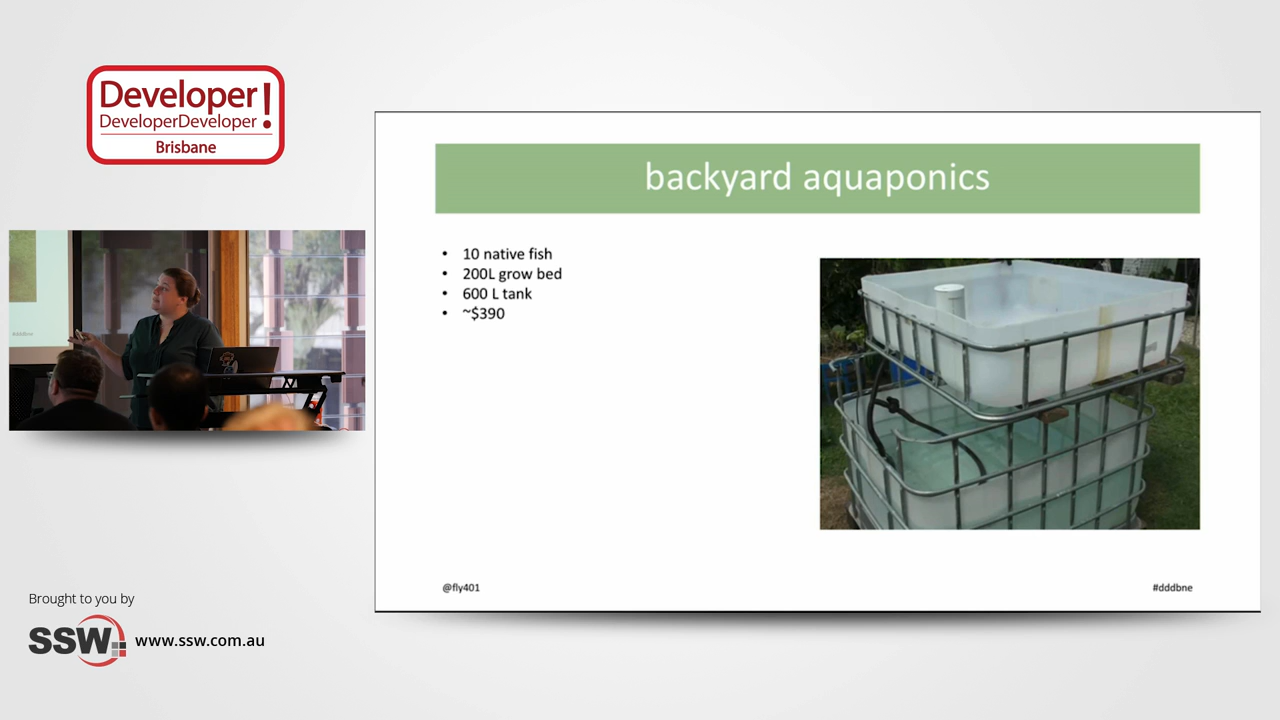 Developer!
DeveloperDeveloper
Brisbane
backyard aquaponics
• 10 native fish
• 200L grow bed
• 600 L tank
• ~$390
@fly401
#dddbne
#dddbne
Brought to you by
SSW
www.ssw.com.au